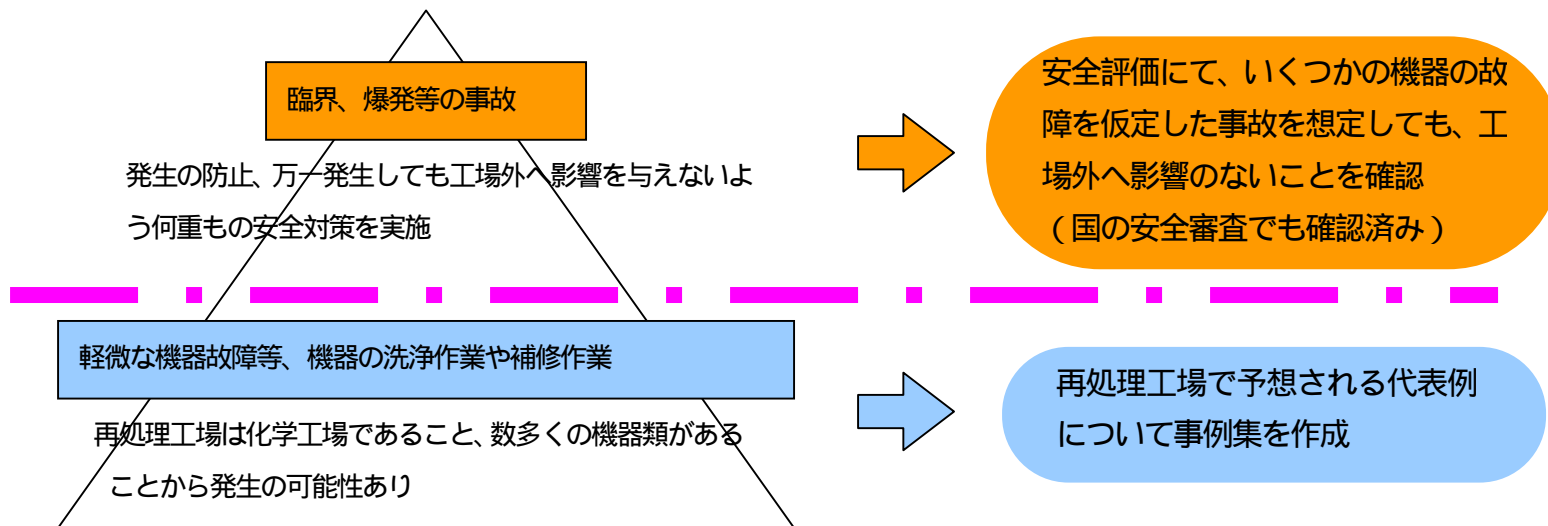 臨界、爆発等の事故
発生の防止、万一発生しても工場外へ影響を与えないよ
う何重もの安全対策を実施
安全評価にて、いくつかの機器の故
障を仮定した事故を想定しても、工
場外へ影響のないことを確認
(国の安全審査でも確認済み)
軽微な機器故障等、機器の洗浄作業や補修作業
再処理工場は化学工場であること、数多くの機器類がある
ことから発生の可能性あり
再処理工場で予想される代表例
について事例集を作成